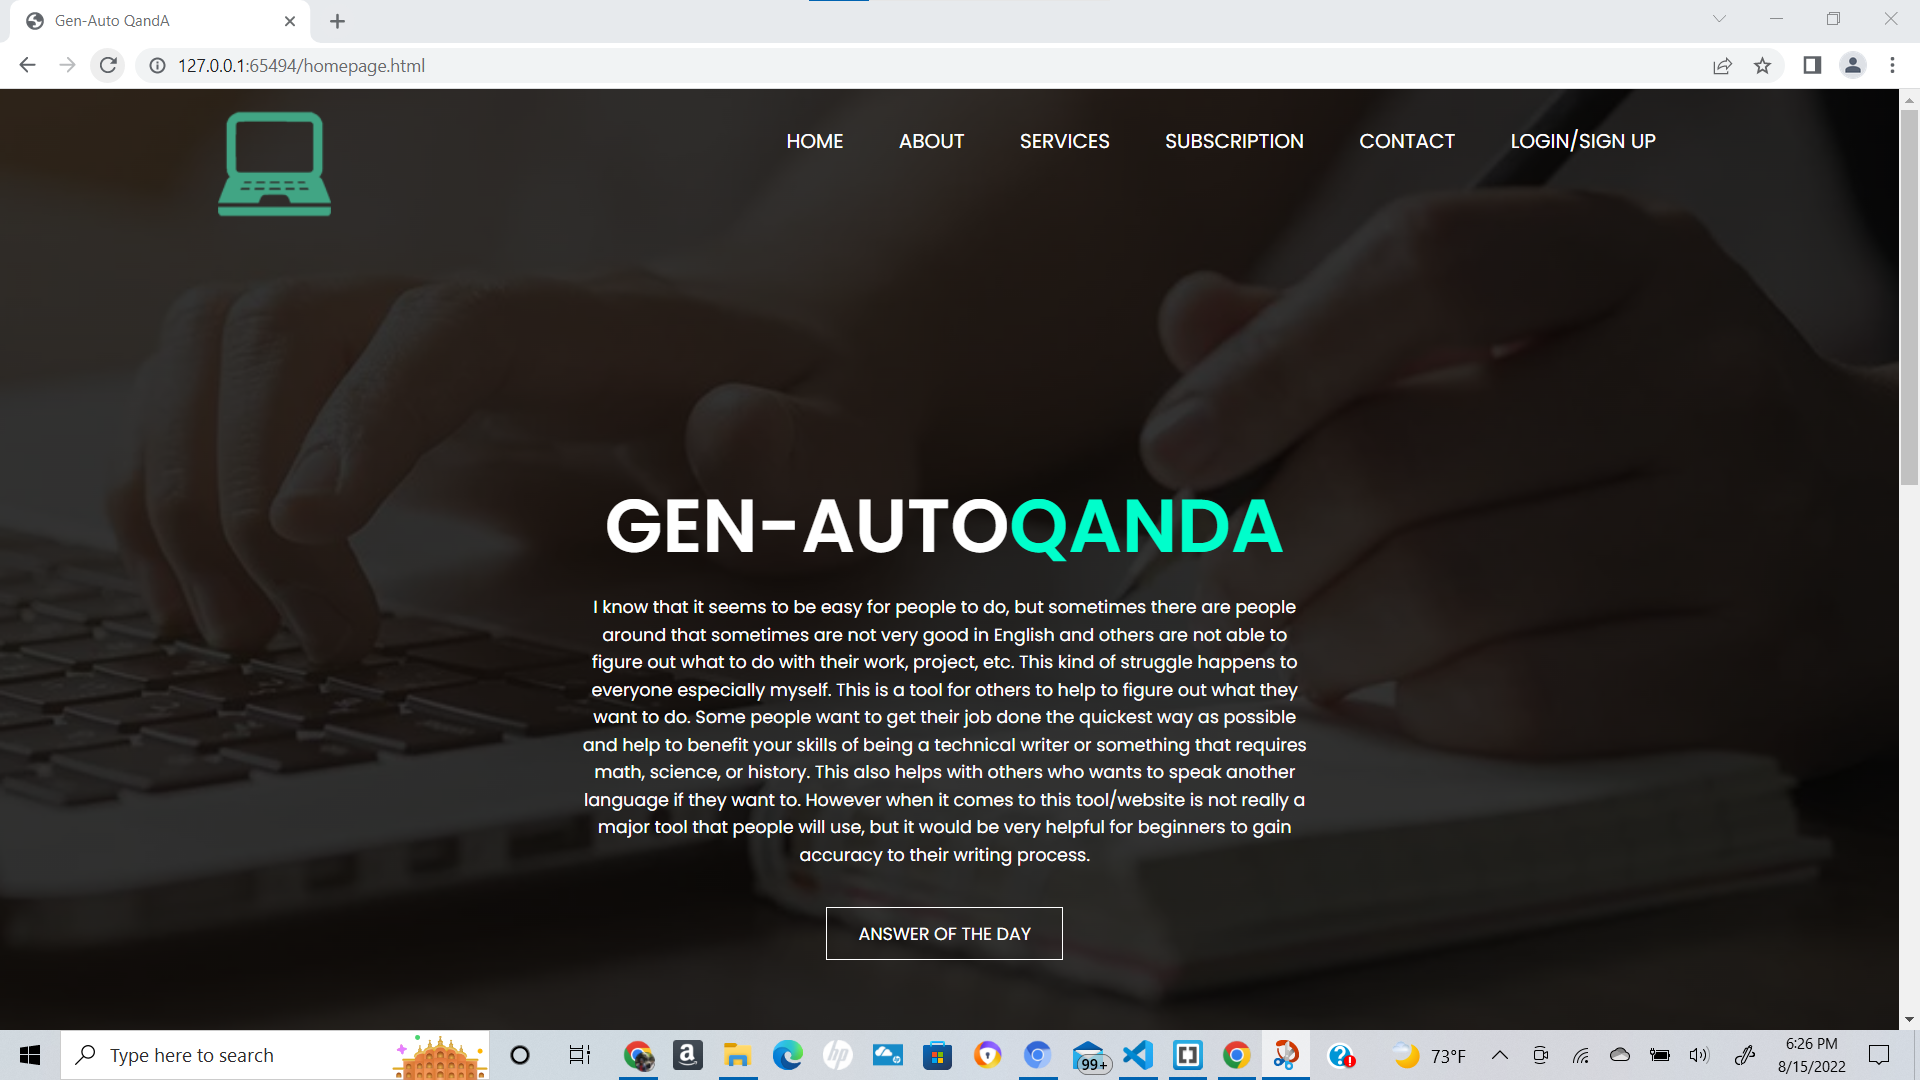 Gen-Auto QandA
127.0.0.1:65494/homepage.html
HOME ABOUT SERVICES SUBSCRIPTION CONTACT LOGIN/SIGN UP
GEN-AUTOQANDA
I know that it seems to be easy for people to do, but sometimes there are people
around that sometimes are not very good in English and others are not able to
figure out what to do with their work, project, etc. This kind of struggle happens to
everyone especially myself. This is a tool for others to help to figure out what they
want to do. Some people want to get their job done the quickest way as possible
and help to benefit your skills of being a technical writer or something that requires
math, science, or history. This also helps with others who wants to speak another
language if they want to. However when it comes to this tool/website is not really a
major tool that people will use, but it would be very helpful for beginners to gain
accuracy to their writing process.
ANSWER OF THE DAY
Type here to search
a
hp
99+
73°F
6:26 PM
8/15/2022